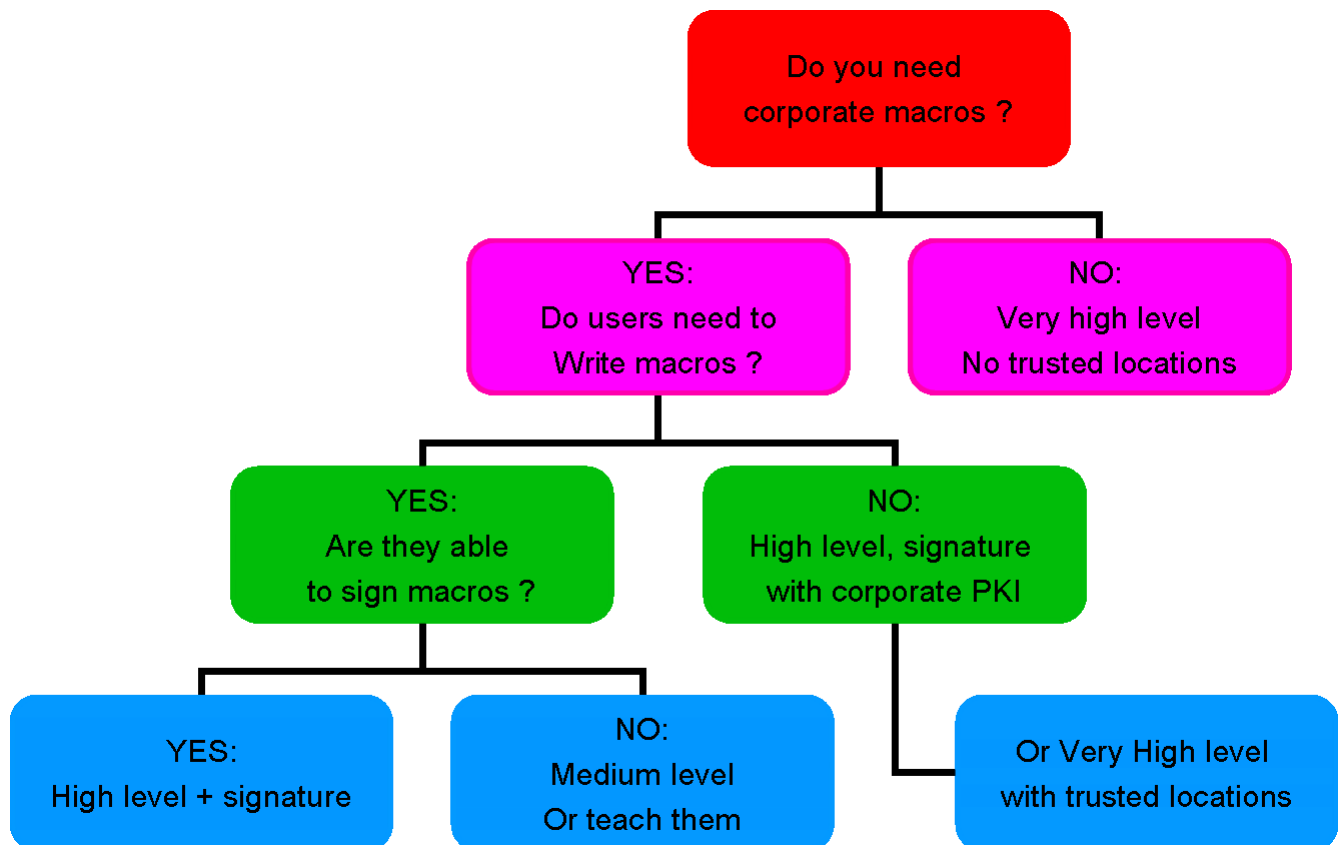 Do you need
corporate macros ?
YES:
Do users need to
Write macros ?
NO:
Very high level
No trusted locations
YES:
Are they able
to sign macros ?
NO:
High level, signature
with corporate PKI
YES:
High level + signature
NO:
Medium level
Or teach them
Or Very High level
with trusted locations